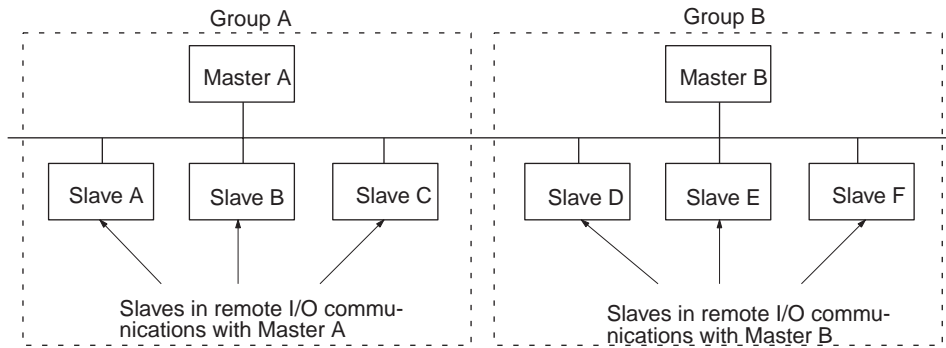 Group A
Group B
Master A
Master B
Slave A
Slave B
Slave C
Slave D
Slave E
Slave F
Slaves in remote I/O commu-
nications with Master A
Slaves in remote I/O commu-
nications with Master B